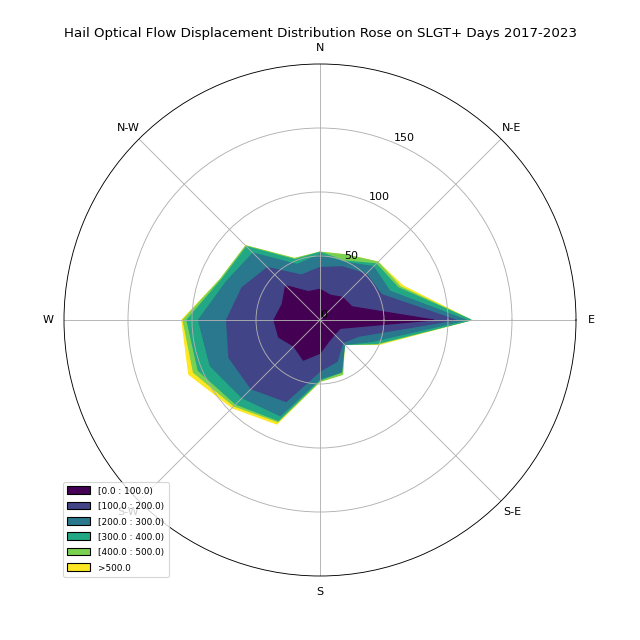 Hail Optical Flow Displacement Distribution Rose on SLGT+ Days 2017-2023
N
N-W
N-E
150
100
50
0
W
E
[0.0 : 100.0)
[100.0 : 200.0)
[200.0 : 300.0)
[300.0 : 400.0)
[400.0 : 500.0)
>500.0
S-W
S-E
S